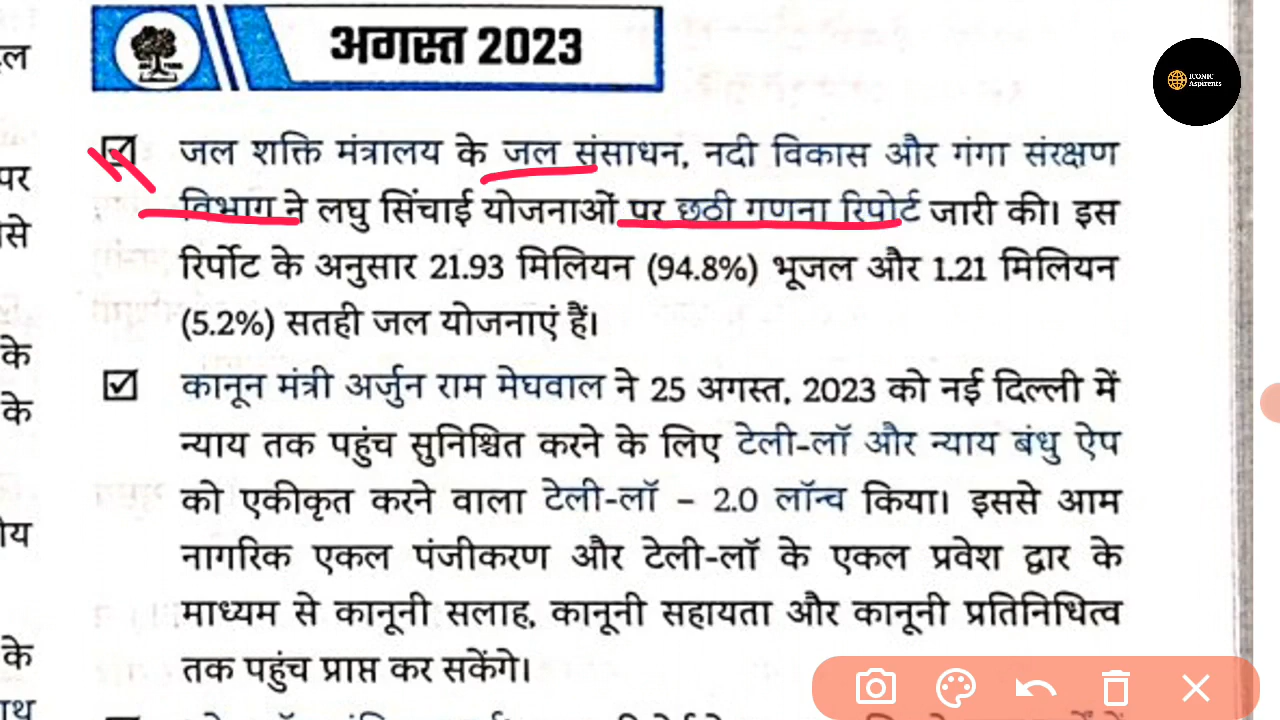 अगस्त 2023
ICONIC
Aspirents
जल शक्ति मंत्रालय के जल संसाधन, नदी विकास और गंगा संरक्षण
विभाग ने लघु सिंचाई योजनाओं पर छठी गणना रिपोर्ट जारी की। इस
रिर्पोट के अनुसार 21.93 मिलियन (94.8%) भूजल और 1.21 मिलियन
(5.2%) सतही जल योजनाएं हैं।
कानून मंत्री अर्जुन राम मेघवाल ने 25 अगस्त, 2023 को नई दिल्ली में
न्याय तक पहुंच सुनिश्चित करने के लिए टेली-लॉ और न्याय बंधु ऐप
को एकीकृत करने वाला टेली-लॉ – 2.0 लॉन्च किया। इससे आम
नागरिक एकल पंजीकरण और टेली-लॉ के एकल प्रवेश द्वार के
माध्यम से कानूनी सलाह, कानूनी सहायता और कानूनी प्रतिनिधित्व
तक पहुंच प्राप्त कर सकेंगे।